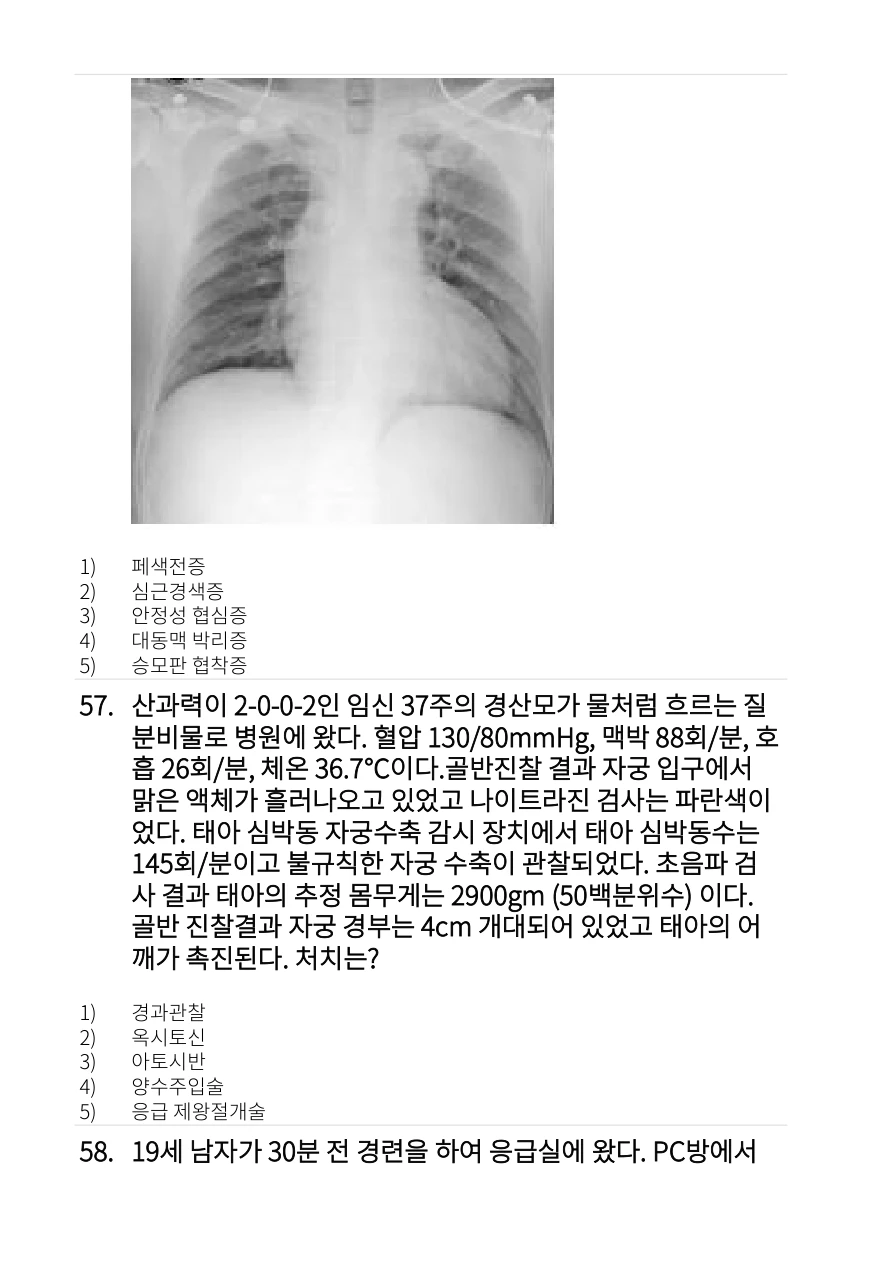 1) 페색전증
2) 심근경색증
3) 안정성 협심증
4) 대동맥 박리증
5) 승모판 협착증
57. 산과력이 2-0-0-2인 임신 37주의 경산모가 물처럼 흐르는 질
분비물로 병원에 왔다. 혈압 130/80mmHg, 맥박 88회/분, 호
흡 26회/분, 체온 36.7℃이다.골반진찰 결과 자궁 입구에서
맑은 액체가 흘러나오고 있었고 나이트라진 검사는 파란색이
었다. 태아 심박동 자궁수축 감시 장치에서 태아 심박동수는
145회/분이고 불규칙한 자궁 수축이 관찰되었다. 초음파 검
사 결과 태아의 추정 몸무게는 2900gm (50백분위수) 이다.
골반 진찰결과 자궁 경부는 4cm 개대되어 있었고 태아의 어
깨가 촉진된다. 처치는?
1) 경과관찰
2) 옥시토신
3) 아토시반
4) 양수주입술
5) 응급 제왕절개술
58. 19세 남자가 30분 전 경련을 하여 응급실에 왔다. PC방에서